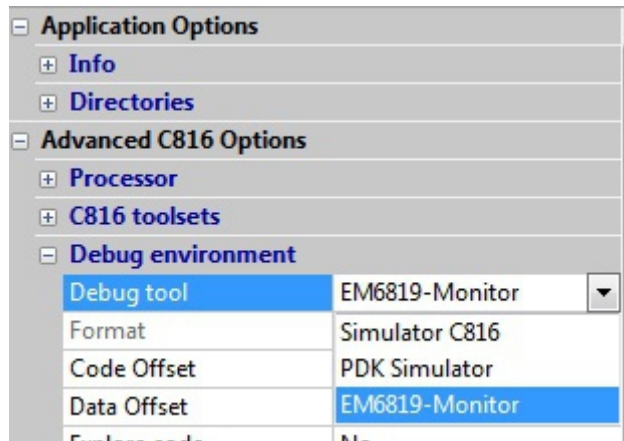 Application Options
Info
Directories
Advanced C816 Options
Processor
C816 toolsets
Debug environment
Debug tool EM6819-Monitor
Format Simulator C816
Code Offset PDK Simulator
Data Offset EM6819-Monitor